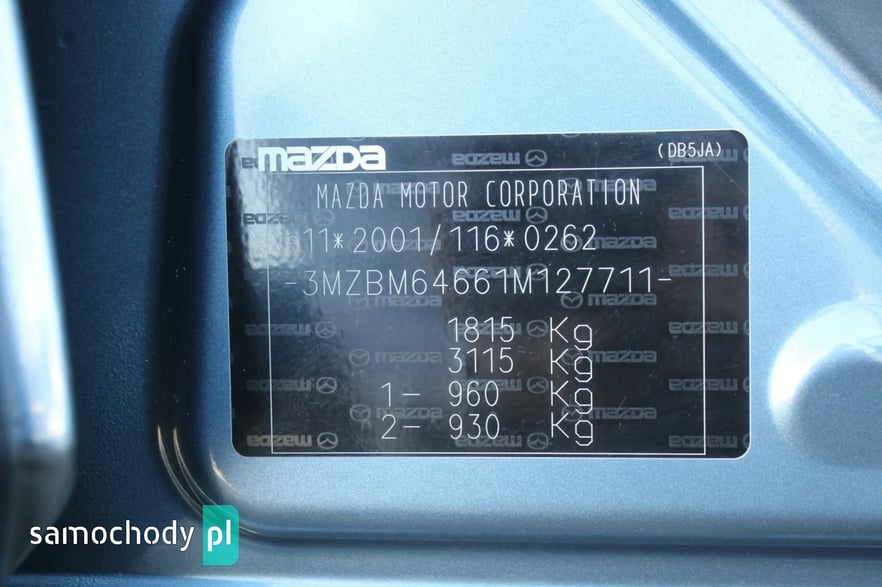 mazda (DB5JA)
MAZDA MOTOR CORPORATION
e11*2001/116*0262
-3MZBM64661M127711-
1815 Kg
3115 Kg
1- 960 Kg
2- 930 Kg
samochody pl